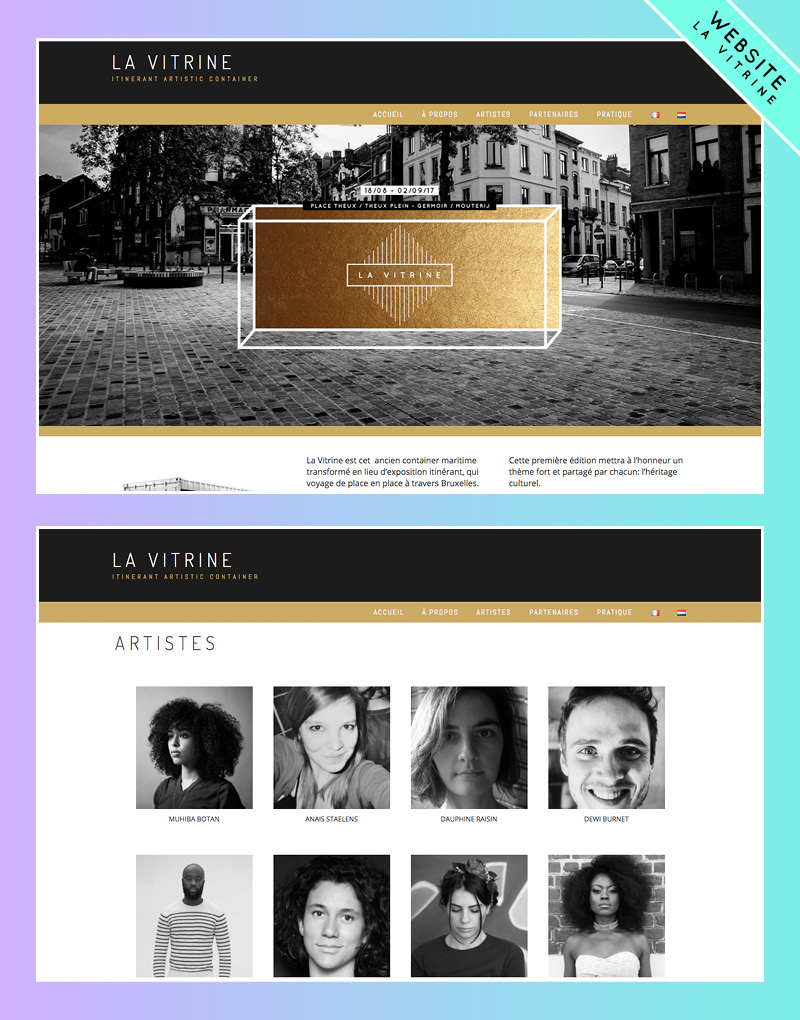 WEBSITE
LA VITRINE
LA VITRINE
ITINERANT ARTISTIC CONTAINER
ACCUEIL À PROPOS ARTISTES PARTENAIRES PRATIQUE
PHARMA
18/08 - 02/09/17
PLACE THEUX / THEUX PLEIN - GERMOIR / MOUTERIJ
LA VITRINE
La Vitrine est cet ancien container maritime
transformé en lieu d'exposition itinérant, qui
voyage de place en place à travers Bruxelles.
Cette première édition mettra à l'honneur un
thème fort et partagé par chacun: l'héritage
culturel.
LA VITRINE
ITINERANT ARTISTIC CONTAINER
ACCUEIL À PROPOS ARTISTES PARTENAIRES PRATIQUE
ARTISTES
MUHIBA BOTAN
ANAIS STAELENS
DAUPHINE RAISIN
DEWI BURNET